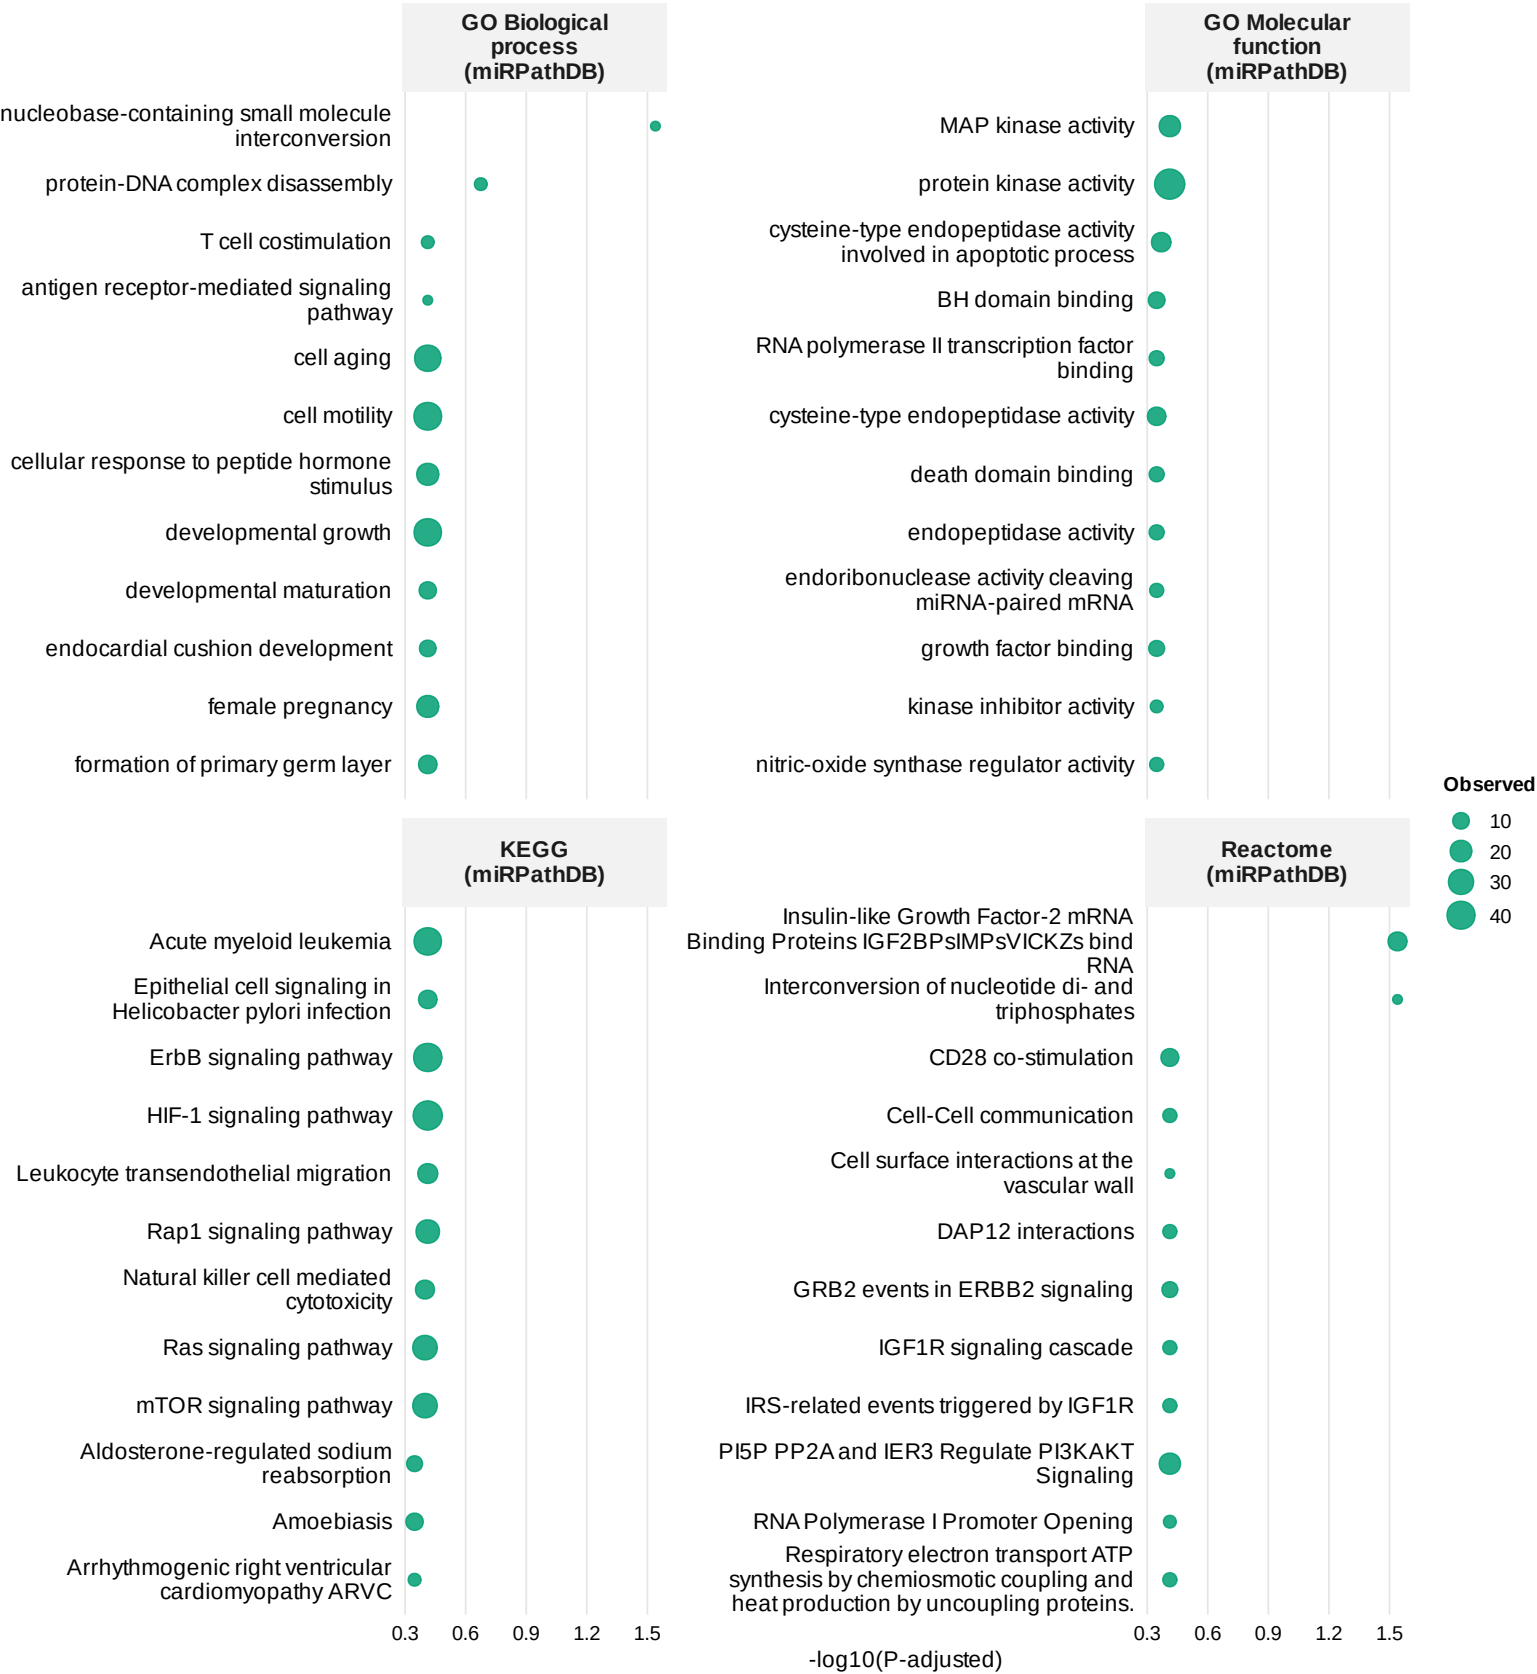 GO Biological
process
(miRPathDB)
nucleobase-containing small molecule
interconversion
protein-DNA complex disassembly
T cell costimulation
antigen receptor-mediated signaling
pathway
cell aging
cell motility
cellular response to peptide hormone
stimulus
developmental growth
developmental maturation
endocardial cushion development
female pregnancy
formation of primary germ layer
GO Molecular
function
(miRPathDB)
MAP kinase activity
protein kinase activity
cysteine-type endopeptidase activity
involved in apoptotic process
BH domain binding
RNA polymerase II transcription factor
binding
cysteine-type endopeptidase activity
death domain binding
endopeptidase activity
endoribonuclease activity cleaving
miRNA-paired mRNA
growth factor binding
kinase inhibitor activity
nitric-oxide synthase regulator activity
KEGG
(miRPathDB)
Acute myeloid leukemia
Epithelial cell signaling in
Helicobacter pylori infection
ErbB signaling pathway
HIF-1 signaling pathway
Leukocyte transendothelial migration
Rap1 signaling pathway
Natural killer cell mediated
cytotoxicity
Ras signaling pathway
mTOR signaling pathway
Aldosterone-regulated sodium
reabsorption
Amoebiasis
Arrhythmogenic right ventricular
cardiomyopathy ARVC
0.3 0.6 0.9 1.2 1.5
Reactome
(miRPathDB)
Insulin-like Growth Factor-2 mRNA
Binding Proteins IGF2BPsIMPsVICKZs bind
RNA
Interconversion of nucleotide di- and
triphosphates
CD28 co-stimulation
Cell-Cell communication
Cell surface interactions at the
vascular wall
DAP12 interactions
GRB2 events in ERBB2 signaling
IGF1R signaling cascade
IRS-related events triggered by IGF1R
PI5P PP2A and IER3 Regulate PI3KAKT
Signaling
RNA Polymerase I Promoter Opening
Respiratory electron transport ATP
synthesis by chemiosmotic coupling and
heat production by uncoupling proteins.
0.3 0.6 0.9 1.2 1.5
-log10(P-adjusted)
Observed
10
20
30
40